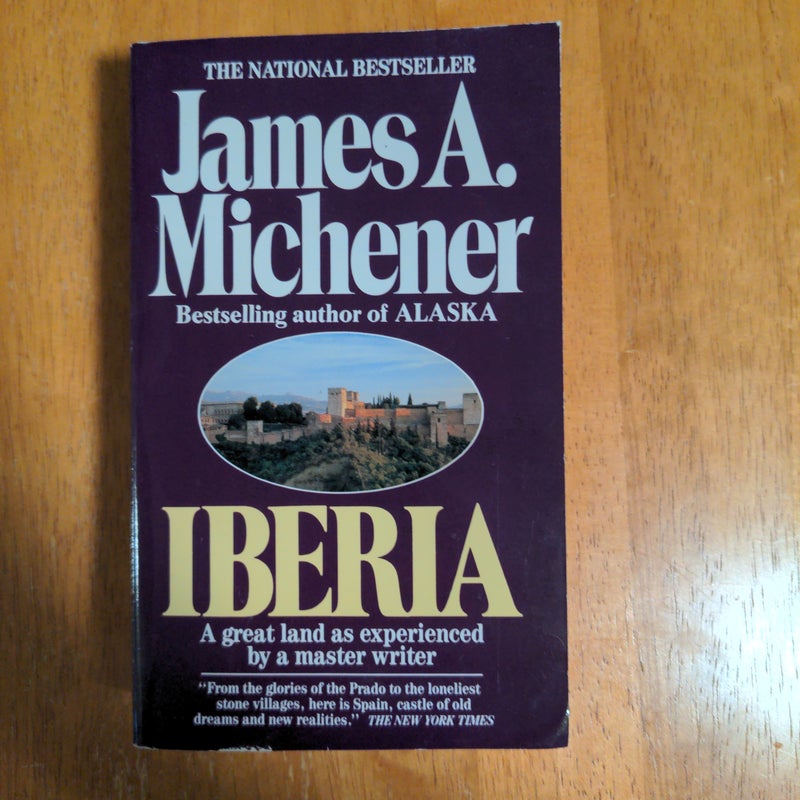 THE NATIONAL BESTSELLER
James A.
Michener
Bestselling author of ALASKA
IBERIA
A great land as experienced
by a master writer
"From the glories of the Prado to the loneliest
stone villages, here is Spain, castle of old
dreams and new realities." THE NEW YORK TIMES